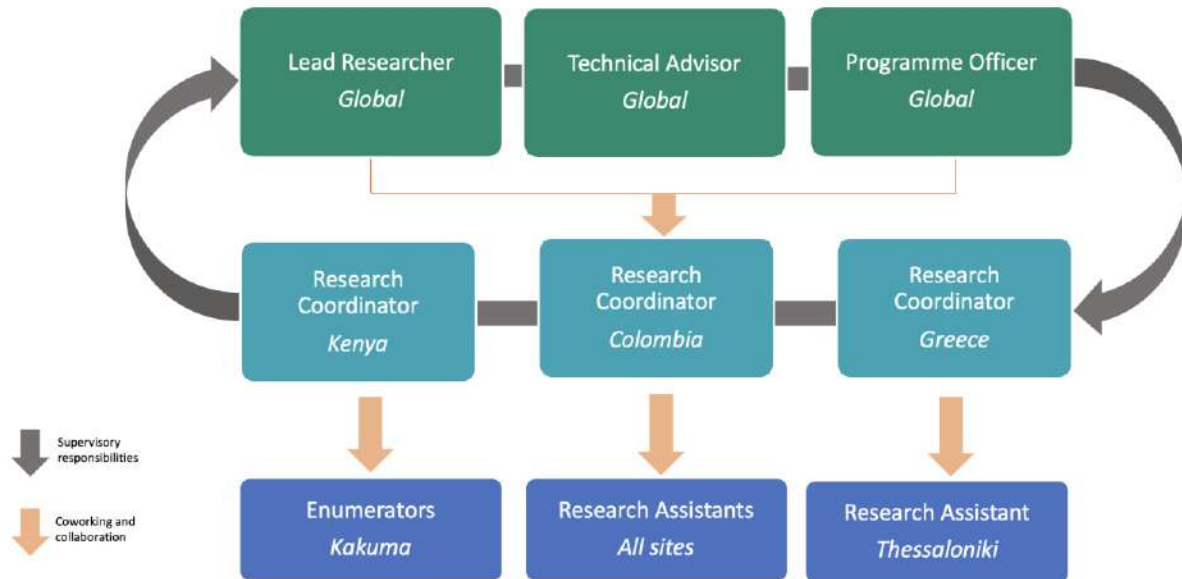 Lead Researcher
Global
Technical Advisor
Global
Programme Officer
Global
Research
Coordinator
Kenya
Research
Coordinator
Colombia
Research
Coordinator
Greece
Supervisory
responsibilities
Coworking and
collaboration
Enumerators
Kakuma
Research Assistants
All sites
Research Assistant
Thessaloniki